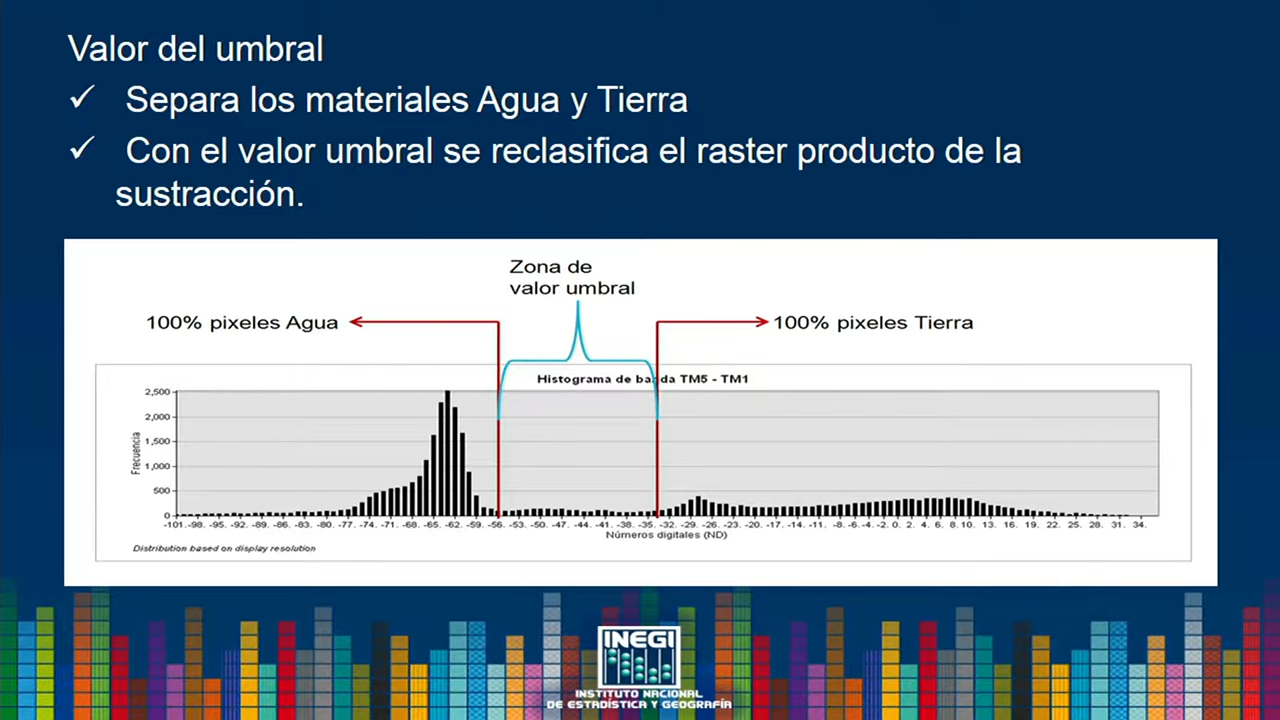 Valor del umbral
✓ Separa los materiales Agua y Tierra
✓ Con el valor umbral se reclasifica el raster producto de la
sustracción.
Zona de
valor umbral
100% pixeles Agua
100% pixeles Tierra
Histograma de banda TM5 - TM1
Frecuencia
2,500
2,000
1,500
1,000
500
0
-101. -98. -95. -92. -89. -86. -83. -80. -77. -74. -71. -68. -65. -62. -59. -56. -53. -50. -47. -44. -41. -38. -35. -32. -29. -26. -23. -20. -17. -14. -11. -8. -6. -4. -2. 0. 2. 4. 6. 8. 10. 13. 16. 19. 22. 25. 28. 31. 34.
Números digitales (ND)
Distribution based on display resolution
INEGI
INSTITUTO NACIONAL
DE ESTADÍSTICA Y GEOGRAFÍA